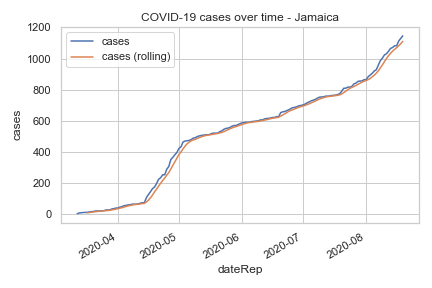 COVID-19 cases over time - Jamaica
cases
cases (rolling)
1200
1000
800
600
400
200
0
cases
2020-04
2020-05
2020-06
2020-07
2020-08
dateRep